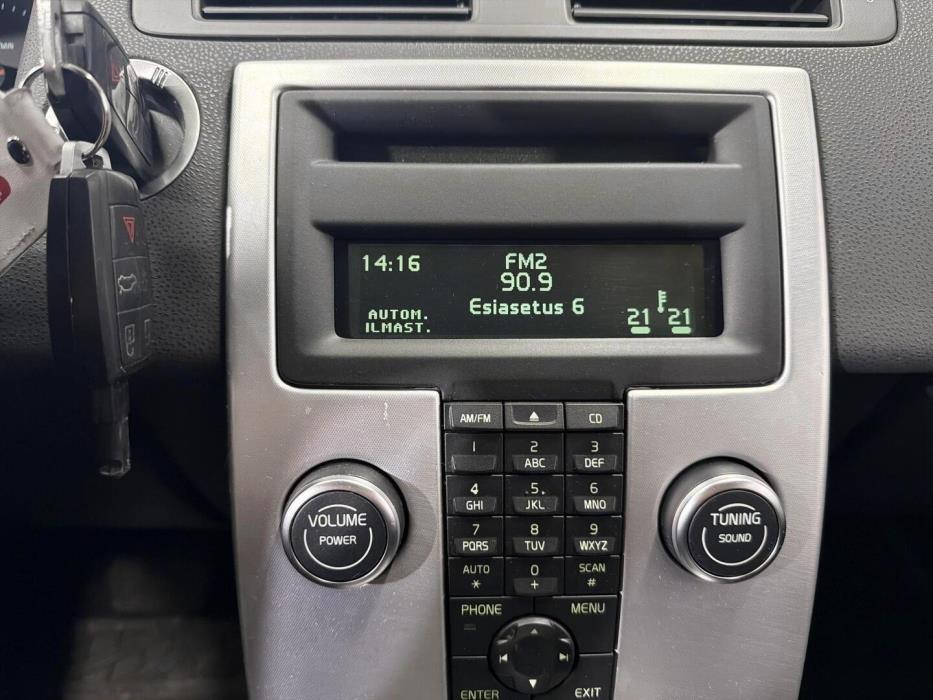 14:16
FM2
90.9
Esiasetus 6
AUTOM.
ILMAST.
21 21
AM/FM
CD
1
2
ABC
3
DEF
4
GHI
.5.
JKL
6
MNO
7
PQRS
8
TUV
9
WXYZ
AUTO
*
0
+
SCAN
#
VOLUME
POWER
TUNING
SOUND
PHONE
MENU
ENTER
EXIT